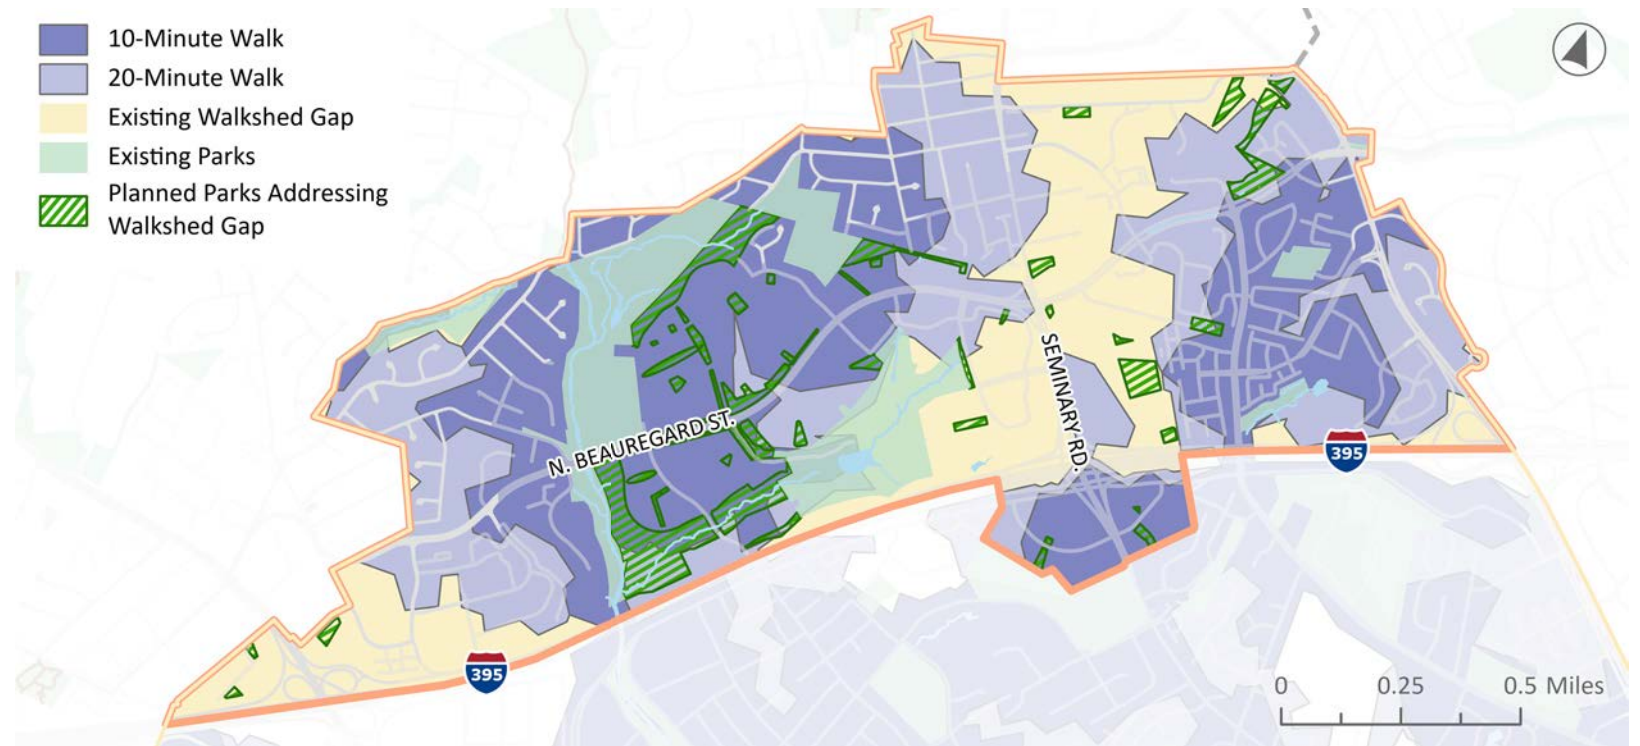 10-Minute Walk
20-Minute Walk
Existing Walkshed Gap
Existing Parks
Planned Parks Addressing
Walkshed Gap
N. BEAUREGARD ST.
SEMINARY RD.
395
395
0 0.25 0.5 Miles